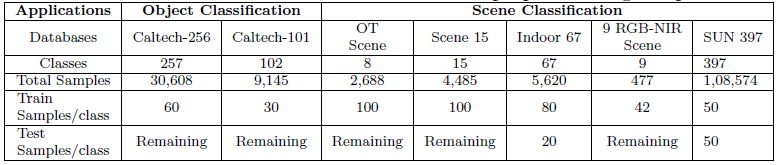 Applications Object Classification Scene Classification
Databases Caltech-256 Caltech-101 OT Scene Scene 15 Indoor 67 9 RGB-NIR Scene SUN 397
Classes 257 102 8 15 67 9 397
Total Samples 30,608 9,145 2,688 4,485 5,620 477 1,08,574
Train Samples/class 60 30 100 100 80 42 50
Test Samples/class Remaining Remaining Remaining Remaining 20 Remaining 50